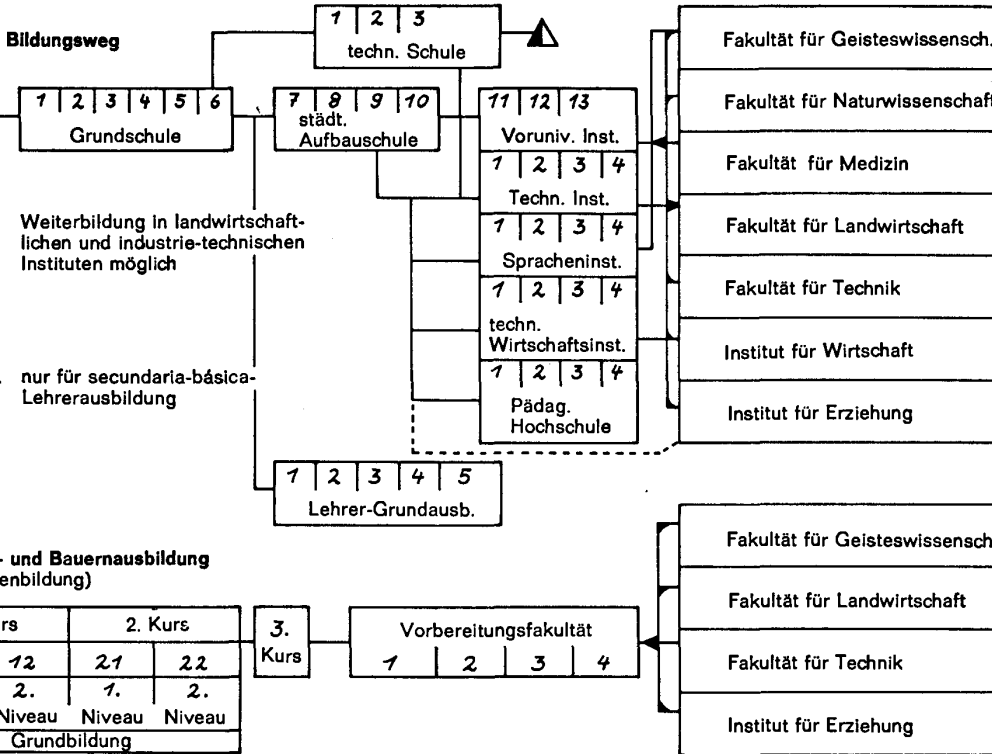 Bildungsweg
1 2 3
techn. Schule
1 2 3 4 5 6
Grundschule
7 8 9 10
städt.
Aufbauschule
11 12 13
Voruniv. Inst.
1 2 3 4
Techn. Inst.
1 2 3 4
Spracheninst.
1 2 3 4
techn.
Wirtschaftsinst.
1 2 3 4
Pädag.
Hochschule
Fakultät für Geisteswissensch.
Fakultät für Naturwissenschaft
Fakultät für Medizin
Fakultät für Landwirtschaft
Fakultät für Technik
Institut für Wirtschaft
Institut für Erziehung
Weiterbildung in landwirtschaft-
lichen und industrie-technischen
Instituten möglich
. nur für secundaria-básica-
Lehrerausbildung
1 2 3 4 5
Lehrer-Grundausb.
- und Bauernausbildung
enbildung)
rs 2. Kurs
12 21 22
2. 1. 2.
Niveau Niveau Niveau
Grundbildung
3.
Kurs
Vorbereitungsfakultät
1 2 3 4
Fakultät für Geisteswissensch
Fakultät für Landwirtschaft
Fakultät für Technik
Institut für Erziehung